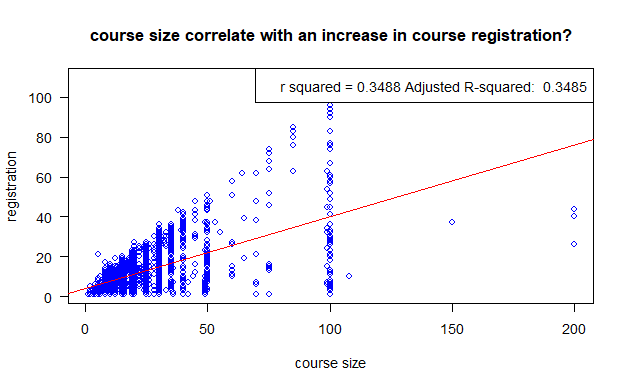 course size correlate with an increase in course registration?
r squared = 0.3488 Adjusted R-squared:  0.3485
100
80
60
40
20
0
registration
0 50 100 150 200
course size